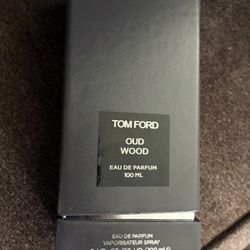 TOM FORD
OUD
WOOD
EAU DE PARFUM
100 ML
EAU DE PARFUM
VAPORISATEUR SPRAY